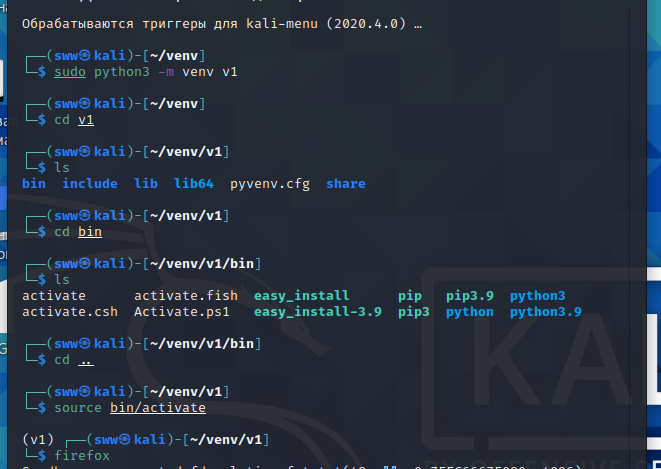 Обрабатываются триггеры для kali-menu (2020.4.0) …
┌──(sww㉿kali)-[~/venv]
└─$ sudo python3 -m venv v1
┌──(sww㉿kali)-[~/venv]
└─$ cd v1
┌──(sww㉿kali)-[~/venv/v1]
└─$ ls
bin include lib lib64 pyvenv.cfg share
┌──(sww㉿kali)-[~/venv/v1]
└─$ cd bin
┌──(sww㉿kali)-[~/venv/v1/bin]
└─$ ls
activate activate.fish easy_install pip pip3.9 python3
activate.csh Activate.ps1 easy_install-3.9 pip3 python python3.9
┌──(sww㉿kali)-[~/venv/v1/bin]
└─$ cd ..
┌──(sww㉿kali)-[~/venv/v1]
└─$ source bin/activate
(v1) ┌──(sww㉿kali)-[~/venv/v1]
└─$ firefox
KAL